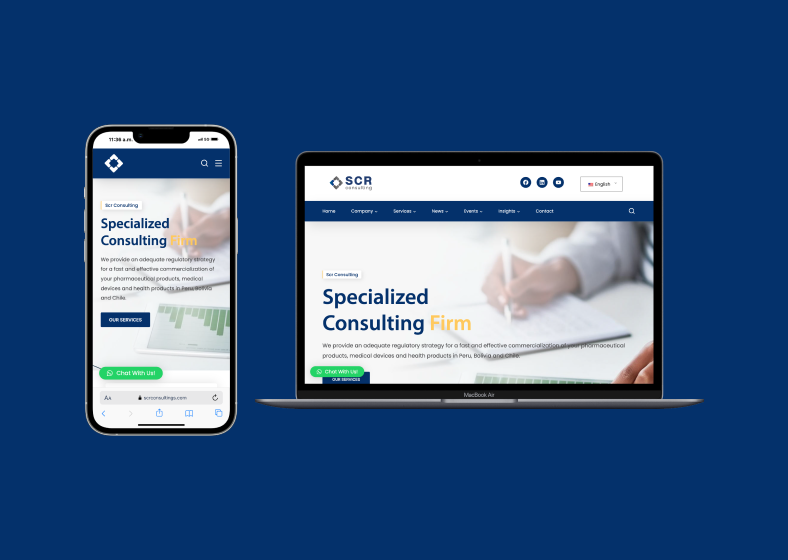 11:36 a.m.
5G
Scr Consulting
Specialized
Consulting Firm
We provide an adequate regulatory strategy
for a fast and effective commercialization of
your pharmaceutical products, medical
devices and health products in Peru, Bolivia
and Chile.
OUR SERVICES
Chat With Us!
AA
scrconsultings.com
SCR
consulting
English
Home Company Services News Events Insights Contact
Scr Consulting
Specialized
Consulting Firm
We provide an adequate regulatory strategy for a fast and effective commercialization of your pharmaceutical
products, medical devices and health products in Peru, Bolivia and Chile.
OUR SERVICES
Chat With Us!
MacBook Air